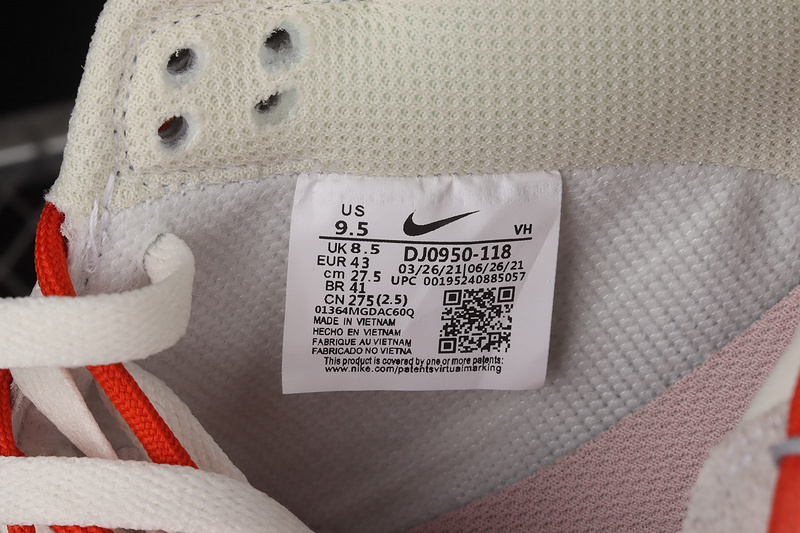 US
9.5
VH
UK 8.5
DJ0950-118
EUR 43
03/26/21|06/26/21
cm 27.5
UPC 00195240885057
BR 41
CN 275(2.5)
01364MGDAC60Q
MADE IN VIETNAM
HECHO EN VIETNAM
FABRIQUE AU VIETNAM
FABRICADO NO VIETNA
This product is covered by one or more patents:
www.nike.com/patentsvirtualmarking